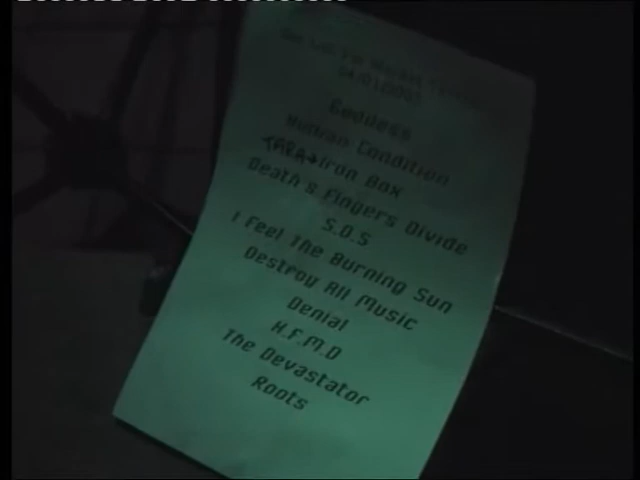 Goddess
Human Condition
Iron Box
Death's Fingers Divide
S.O.S
I Feel The Burning Sun
Destroy All Music
Denial
H.F.M.D
The Devastator
Roots